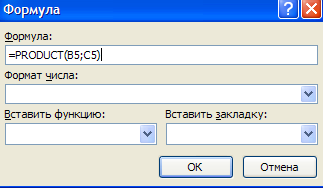 Формула
Формула:
=PRODUCT(B5;C5)
Формат числа:
Вставить функцию: Вставить закладку:
ОК Отмена